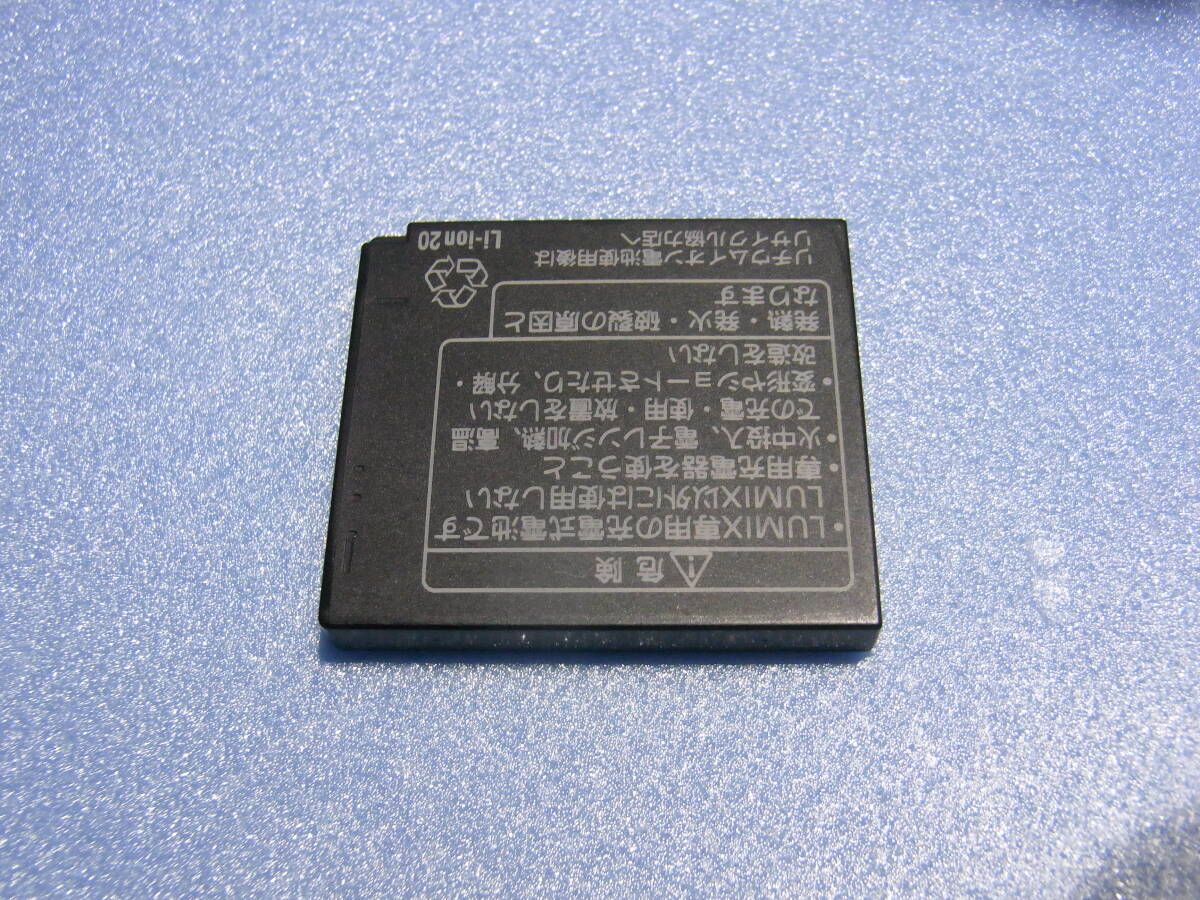 危険
・LUMIX専用の充電式電池です
LUMIX以外には使用しない
・専用充電器を使うこと
・火中投入、電子レンジ加熱、高温
での充電・使用・放置をしない
・変形やショートさせたり、分解・
改造をしない
発熱・発火・破裂の原因と
なります
リチウムイオン電池使用後は
リサイクル協力店へ
Li-ion20